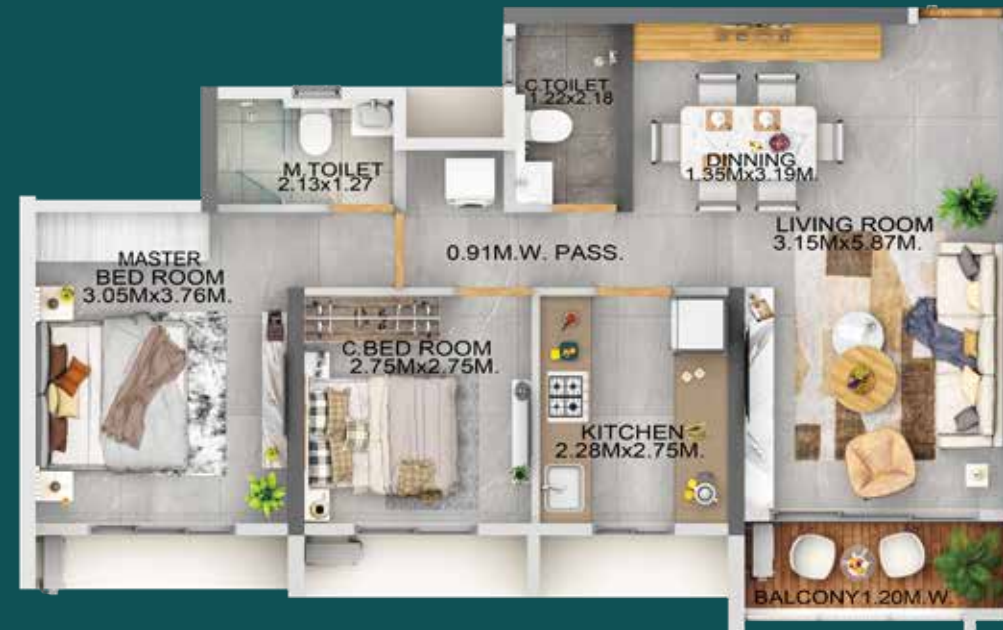 C.TOILET
1.22x2.18
M.TOILET
2.13x1.27
DINNING
1.35Mx3.19M.
LIVING ROOM
3.15Mx5.87M.
0.91M.W. PASS.
MASTER
BED ROOM
3.05Mx3.76M.
C.BED ROOM
2.75Mx2.75M.
KITCHEN
2.28Mx2.75M.
BALCONY1.20M.W.